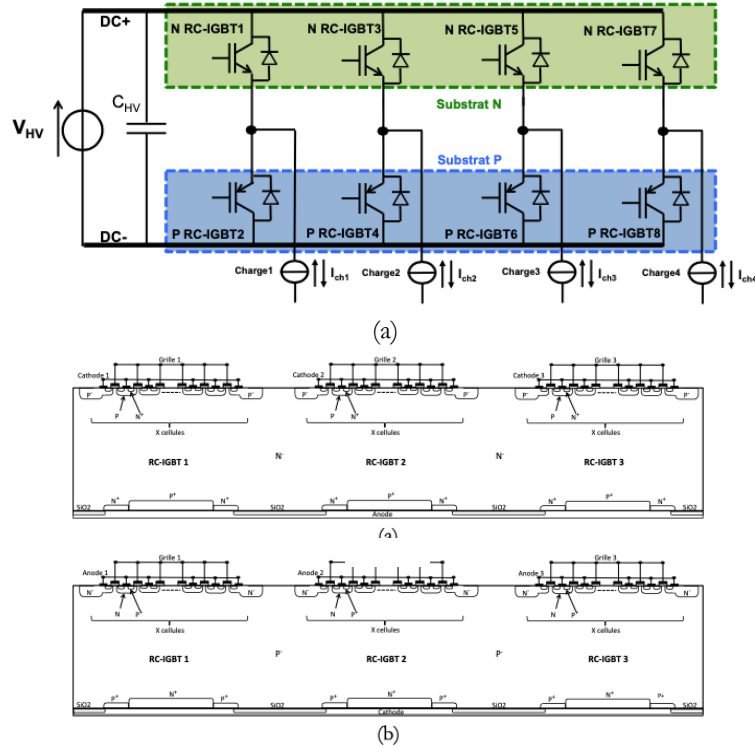 DC+
N RC-IGBT1 N RC-IGBT3 N RC-IGBT5 N RC-IGBT7
C_HV
V_HV
Substrat N
Substrat P
DC-
P RC-IGBT2 P RC-IGBT4 P RC-IGBT6 P RC-IGBT8
Charge1 I_ch1 Charge2 I_ch2 Charge3 I_ch3 Charge4 I_ch4
(a)
Grille 1 Grille 2 Grille 3
Cathode 1 Cathode 2 Cathode 3
P⁻ P⁻ P⁻ P⁻ P⁻ P⁻
P N⁺ P N⁺ P N⁺
X cellules X cellules X cellules
RC-IGBT 1 N⁻ RC-IGBT 2 N⁻ RC-IGBT 3
SiO2 N⁺ P⁺ N⁺ SiO2 N⁺ P⁺ N⁺ SiO2 N⁺ P⁺ N⁺ SiO2
Anode
(a)
Grille 1 Grille 3
Anode 1 Anode 2 Anode 3
N⁻ N⁻ N⁻ N⁻ N⁻ N⁻
N P⁺ N P⁺ N P⁺
X cellules X cellules X cellules
RC-IGBT 1 P⁻ RC-IGBT 2 P⁻ RC-IGBT 3
SiO2 P⁺ N⁺ P⁺ SiO2 P⁺ N⁺ P⁺ SiO2 P⁺ N⁺ P+ SiO2
Cathode
(b)